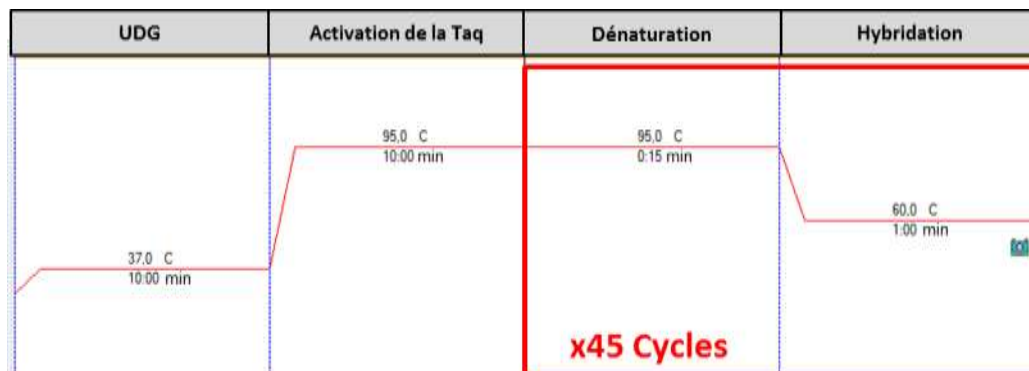 UDG
Activation de la Taq
Dénaturation
Hybridation
95,0 C
10:00 min
95,0 C
0:15 min
60,0 C
1:00 min
37,0 C
10:00 min
x45 Cycles